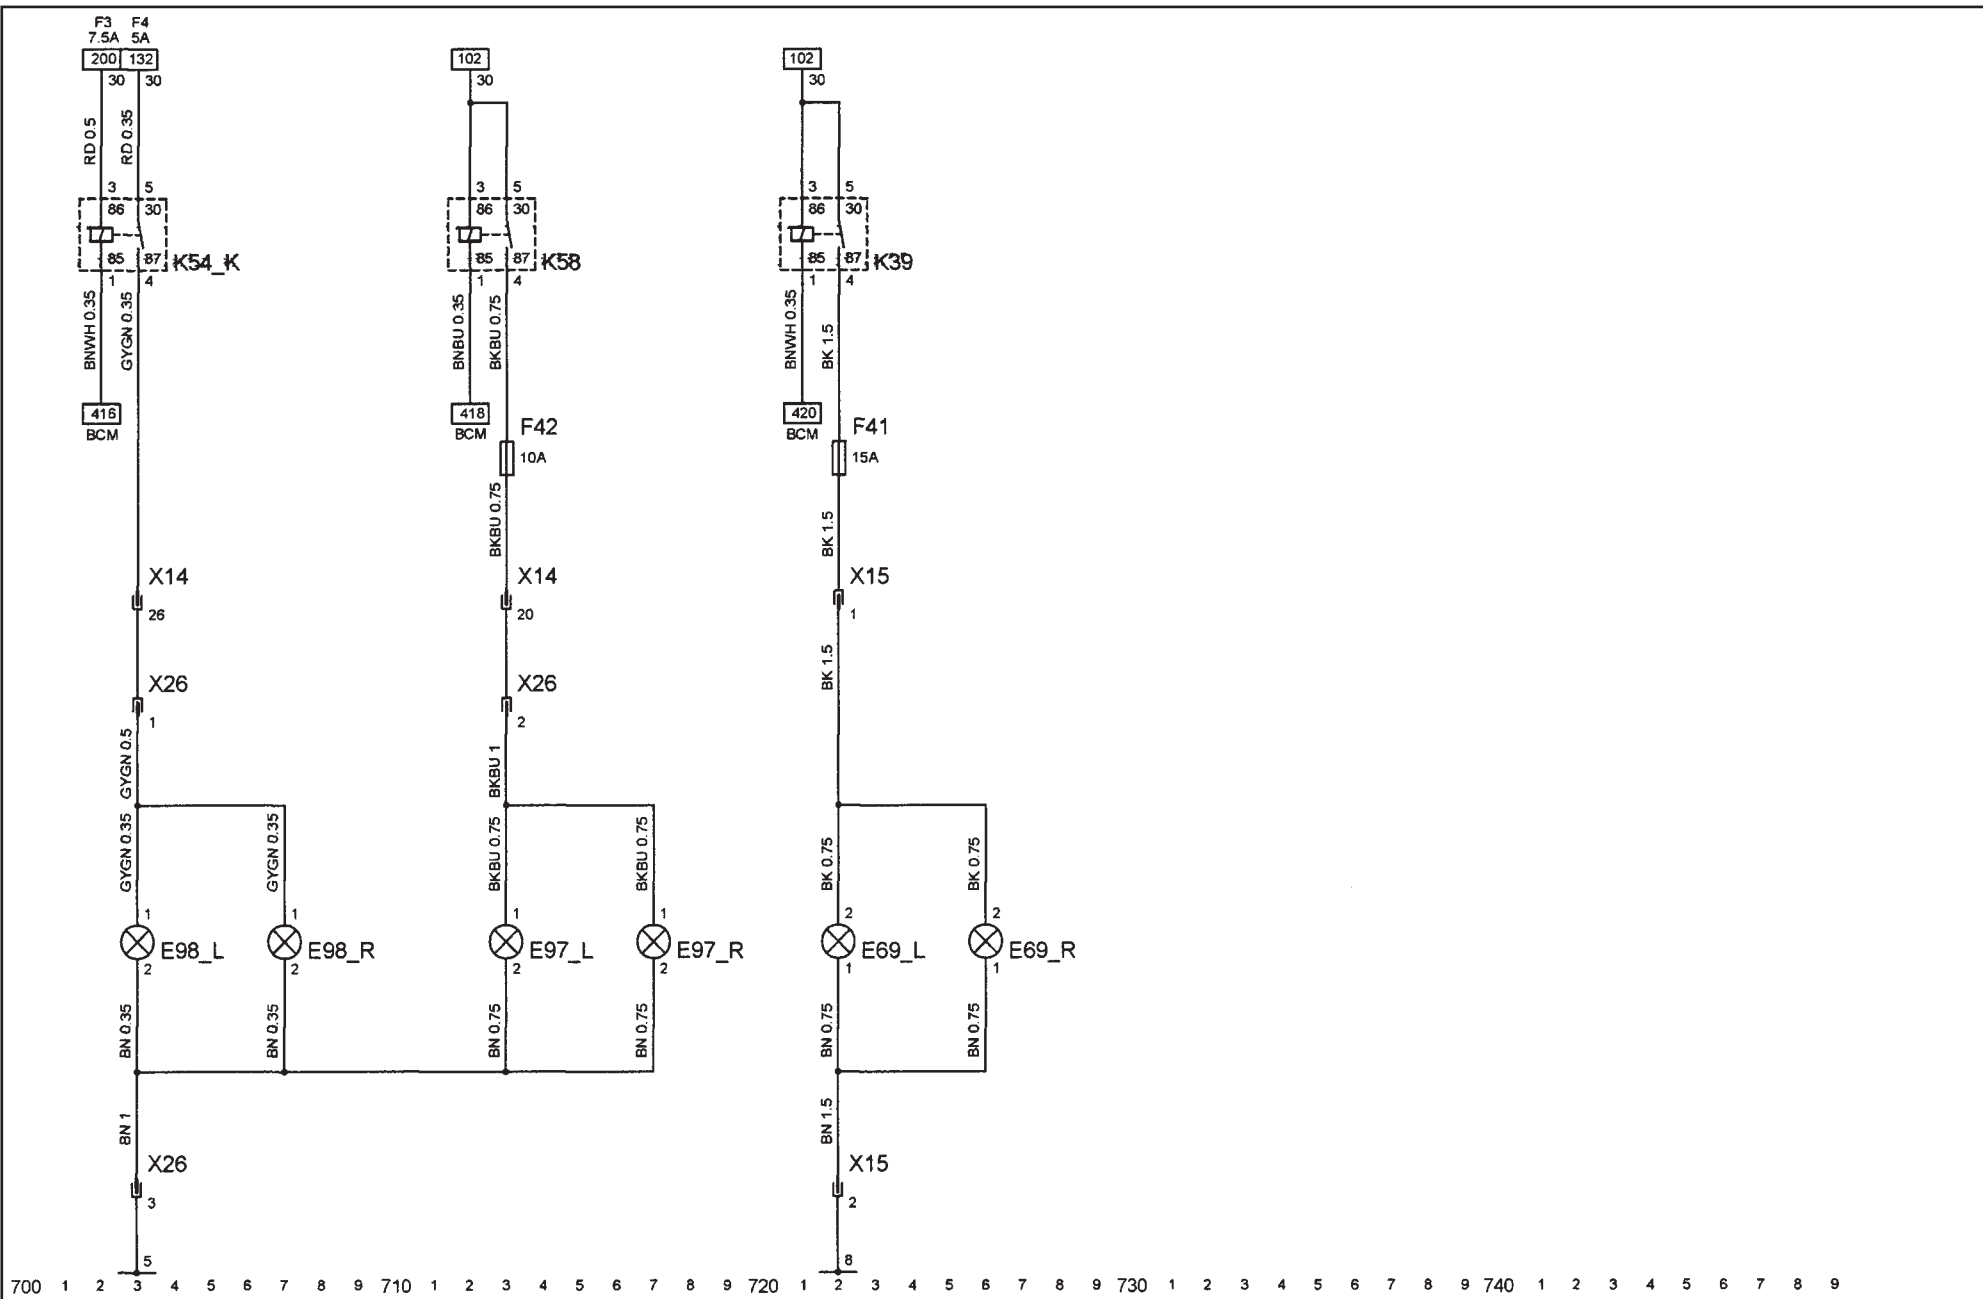 F3 F4
7.5A 5A
200 132 102 102
30 30 30 30
RD 0.5 RD 0.35
3 5 3 5 3 5
86 30 86 30 86 30
85 87 K54_K 85 87 K58 85 87 K39
1 4 1 4 1 4
BNWH 0.35 GYGN 0.35 BNBU 0.35 BKBU 0.75 BNWH 0.35 BK 1.5
416 418 420
BCM BCM BCM
F42 F41
10A 15A
BKBU 0.75 BK 1.5
X14 X14 X15
26 20 1
BK 1.5
X26 X26
1 2
GYGN 0.5 BKBU 1
GYGN 0.35 GYGN 0.35 BKBU 0.75 BKBU 0.75 BK 0.75 BK 0.75
1 1 1 1 2 2
E98_L E98_R E97_L E97_R E69_L E69_R
2 2 2 2 1 1
BN 0.35 BN 0.35 BN 0.75 BN 0.75 BN 0.75 BN 0.75
BN 1 BN 1.5
X26 X15
3 2
5 8
700 1 2 3 4 5 6 7 8 9 710 1 2 3 4 5 6 7 8 9 720 1 2 3 4 5 6 7 8 9 730 1 2 3 4 5 6 7 8 9 740 1 2 3 4 5 6 7 8 9